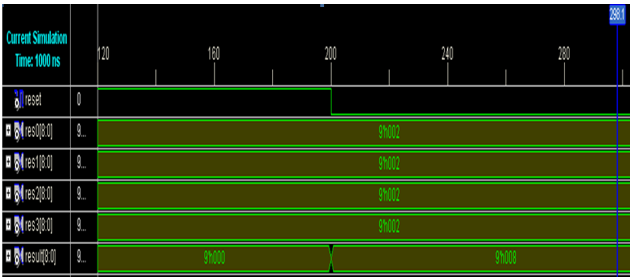 298.1
Current Simulation
Time: 1000 ns
120 160 200 240 280
reset 0
res0[8:0] 9... 9'h002
res1[8:0] 9... 9'h002
res2[8:0] 9... 9'h002
res3[8:0] 9... 9'h002
result[8:0] 9... 9'h000 9'h008